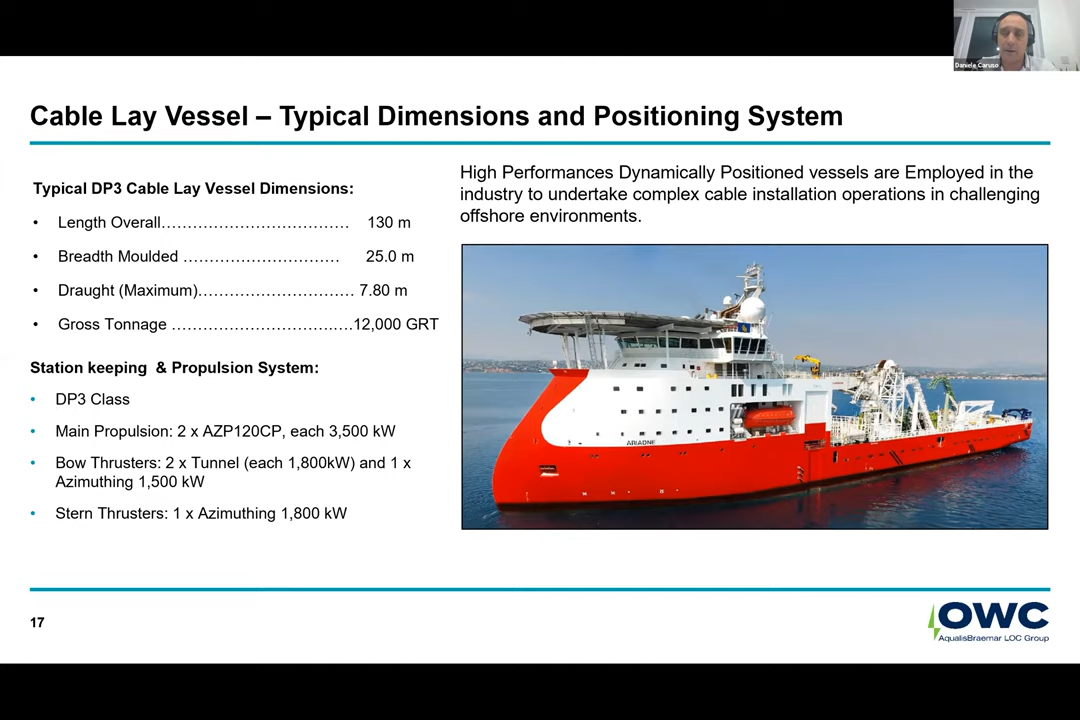 Daniele Caruso
Cable Lay Vessel – Typical Dimensions and Positioning System
Typical DP3 Cable Lay Vessel Dimensions:
• Length Overall……………………………… 130 m
• Breadth Moulded ………………………… 25.0 m
• Draught (Maximum)………………………… 7.80 m
• Gross Tonnage …………………………….…12,000 GRT
Station keeping & Propulsion System:
• DP3 Class
• Main Propulsion: 2 x AZP120CP, each 3,500 kW
• Bow Thrusters: 2 x Tunnel (each 1,800kW) and 1 x
Azimuthing 1,500 kW
• Stern Thrusters: 1 x Azimuthing 1,800 kW
High Performances Dynamically Positioned vessels are Employed in the
industry to undertake complex cable installation operations in challenging
offshore environments.
ARIADNE
17
OWC
AqualisBraemar LOC Group